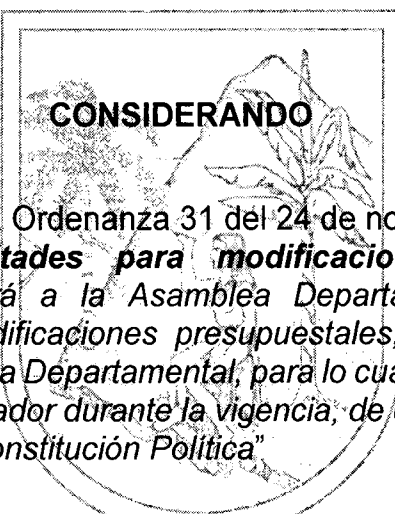 CONSIDERANDO
Ordenanza 31 del 24 de no
tades para modificacio
á a la Asamblea Departa
dificaciones presupuestales,
a Departamental, para lo cua
ador durante la vigencia, de
onstitución Política"